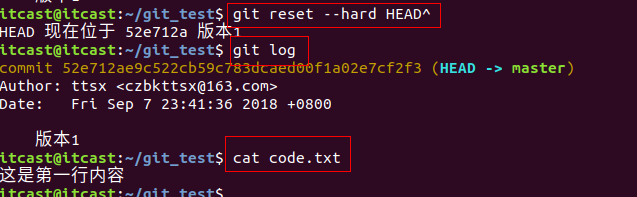 itcast@itcast:~/git_test$ git reset --hard HEAD^
HEAD 现在位于 52e712a 版本1
itcast@itcast:~/git_test$ git log
commit 52e712ae9c522cb59c783dcaed00f1a02e7cf2f3 (HEAD -> master)
Author: ttsx <czbkttsx@163.com>
Date:   Fri Sep 7 23:41:36 2018 +0800
版本1
itcast@itcast:~/git_test$ cat code.txt
这是第一行内容
itcast@itcast:~/git_test$